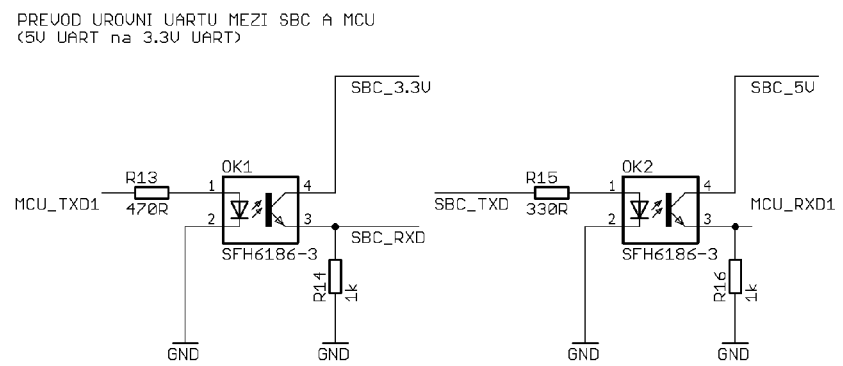 PREVOD UROVNI UARTU MEZI SBC A MCU
(5V UART na 3.3V UART)
SBC_3.3V
SBC_5V
R13
OK1
R15
OK2
MCU_TXD1
470R
1
4
2
3
SBC_TXD
330R
1
4
2
3
MCU_RXD1
SBC_RXD
SFH6186-3
SFH6186-3
R14
1k
R16
1k
GND
GND
GND
GND